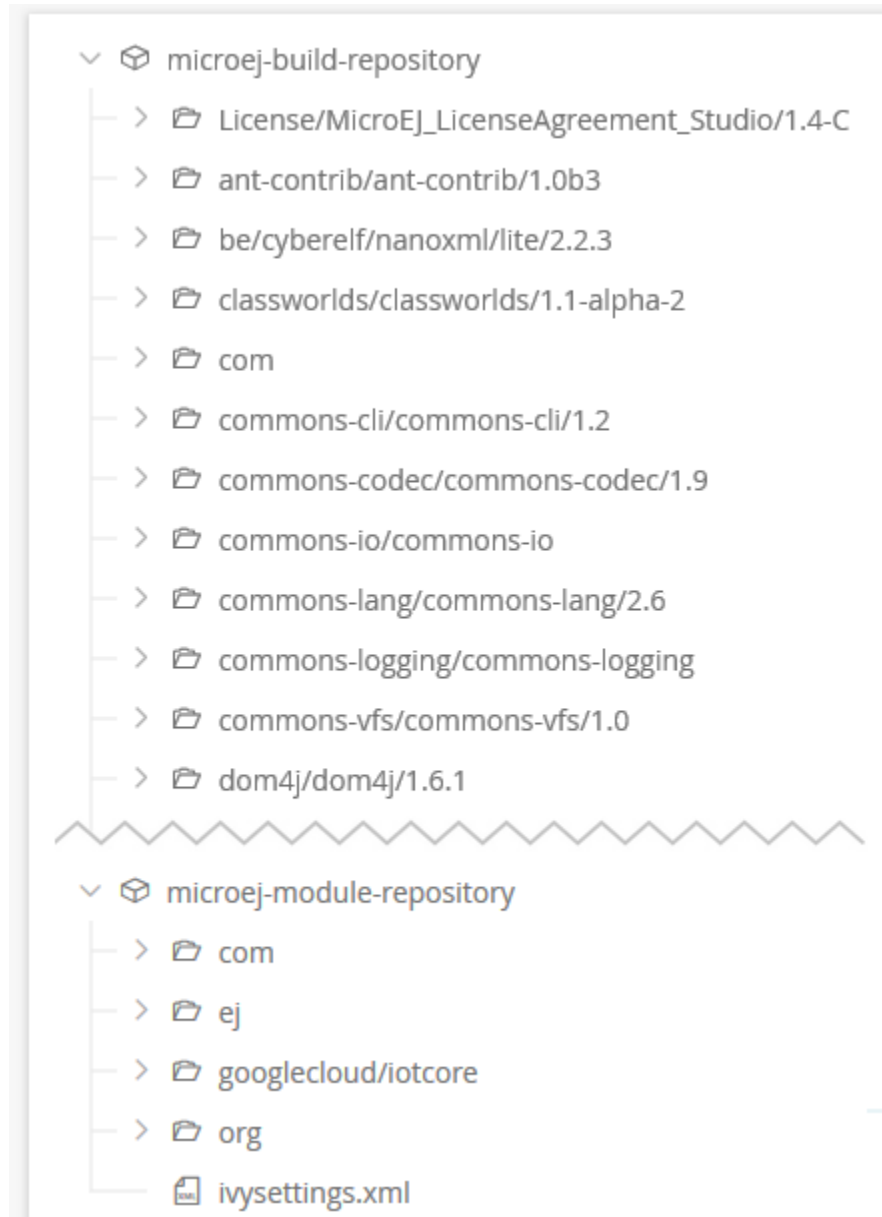 microej-build-repository
License/MicroEJ_LicenseAgreement_Studio/1.4-C
ant-contrib/ant-contrib/1.0b3
be/cyberelf/nanoxml/lite/2.2.3
classworlds/classworlds/1.1-alpha-2
com
commons-cli/commons-cli/1.2
commons-codec/commons-codec/1.9
commons-io/commons-io
commons-lang/commons-lang/2.6
commons-logging/commons-logging
commons-vfs/commons-vfs/1.0
dom4j/dom4j/1.6.1
microej-module-repository
com
ej
googlecloud/iotcore
org
ivysettings.xml